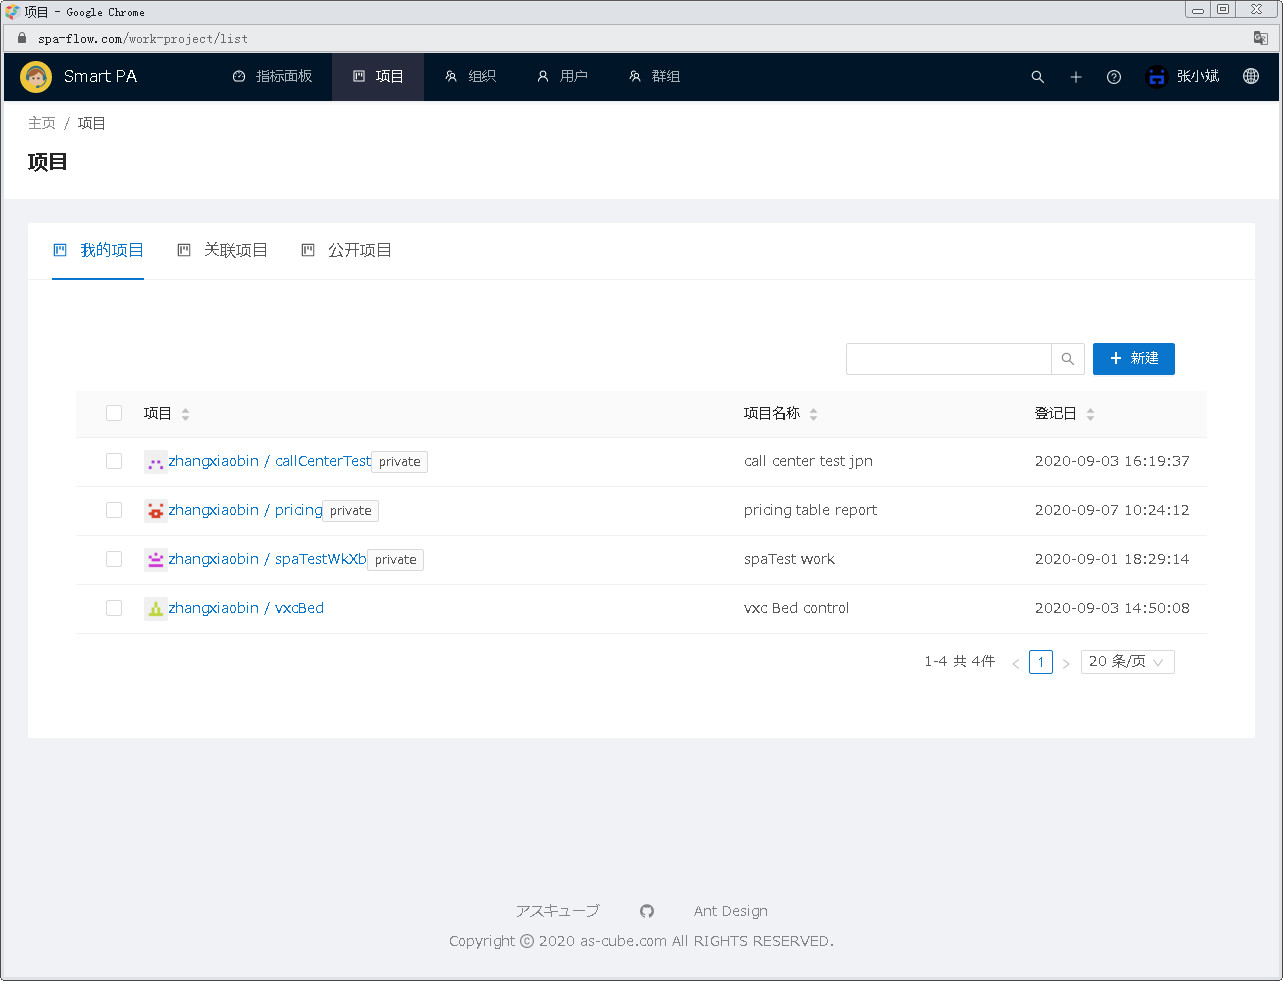 项目 - Google Chrome
spa-flow.com/work-project/list
Smart PA 指标面板 项目 组织 用户 群组 张小斌
主页 / 项目
项目
我的项目 关联项目 公开项目
新建
项目 项目名称 登记日
zhangxiaobin / callCenterTest private call center test jpn 2020-09-03 16:19:37
zhangxiaobin / pricing private pricing table report 2020-09-07 10:24:12
zhangxiaobin / spaTestWkXb private spaTest work 2020-09-01 18:29:14
zhangxiaobin / vxcBed vxc Bed control 2020-09-03 14:50:08
1-4 共 4件 < 1 > 20 条/页
アスキューブ Ant Design
Copyright © 2020 as-cube.com All RIGHTS RESERVED.